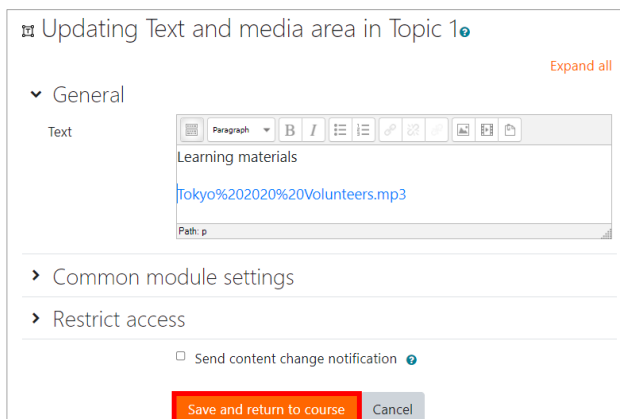 Updating Text and media area in Topic 1
Expand all
General
Text
Paragraph
B I
Learning materials
Tokyo%202020%20Volunteers.mp3
Path: p
Common module settings
Restrict access
Send content change notification
Save and return to course
Cancel